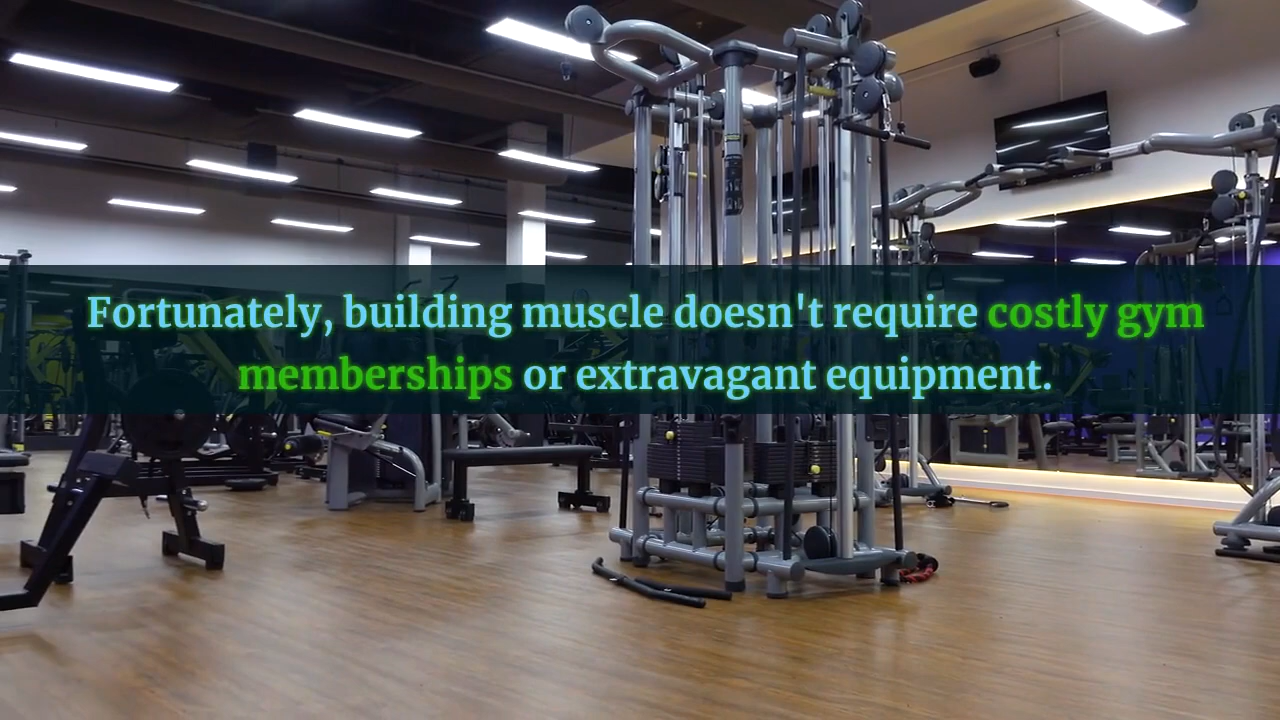 Fortunately, building muscle doesn't require costly gym
memberships or extravagant equipment.